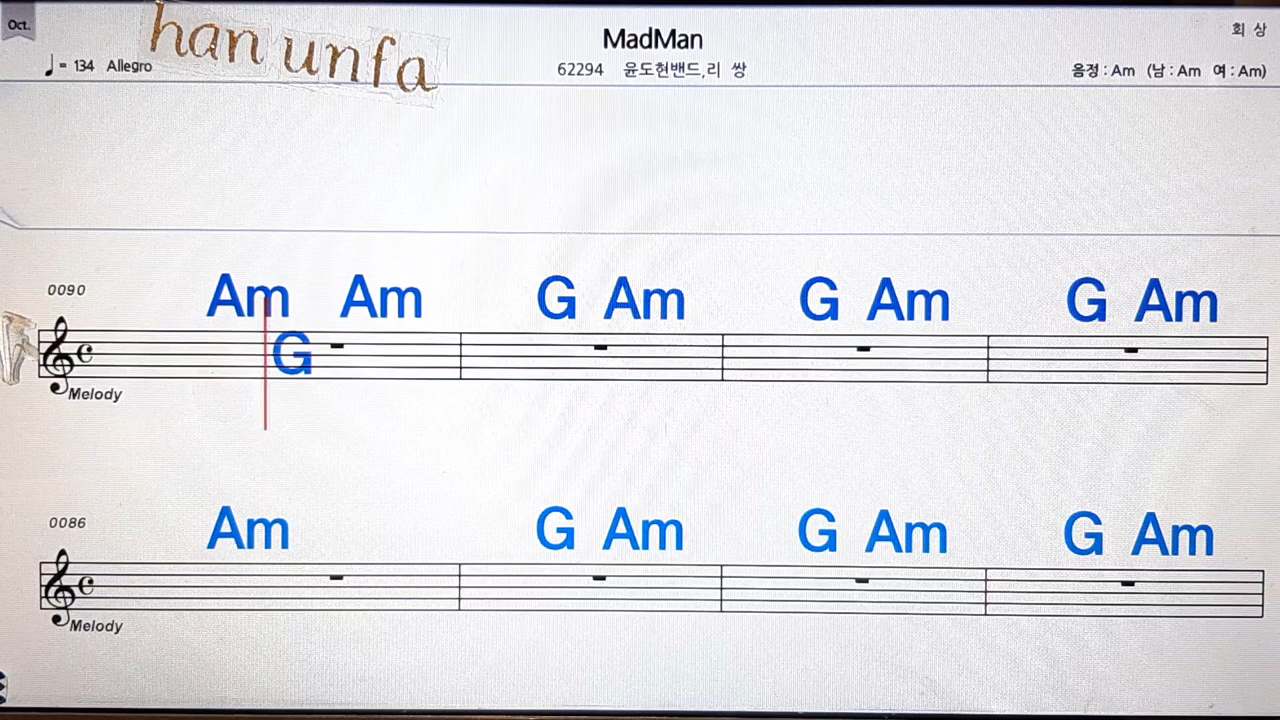 Oct.
han unfa
MadMan
회 상
♩= 134 Allegro
62294 윤도현밴드,리 쌍
음정 : Am (남 : Am 여 : Am)
0090
Am Am G Am G Am G Am
G
Melody
0086
Am G Am G Am G Am
Melody